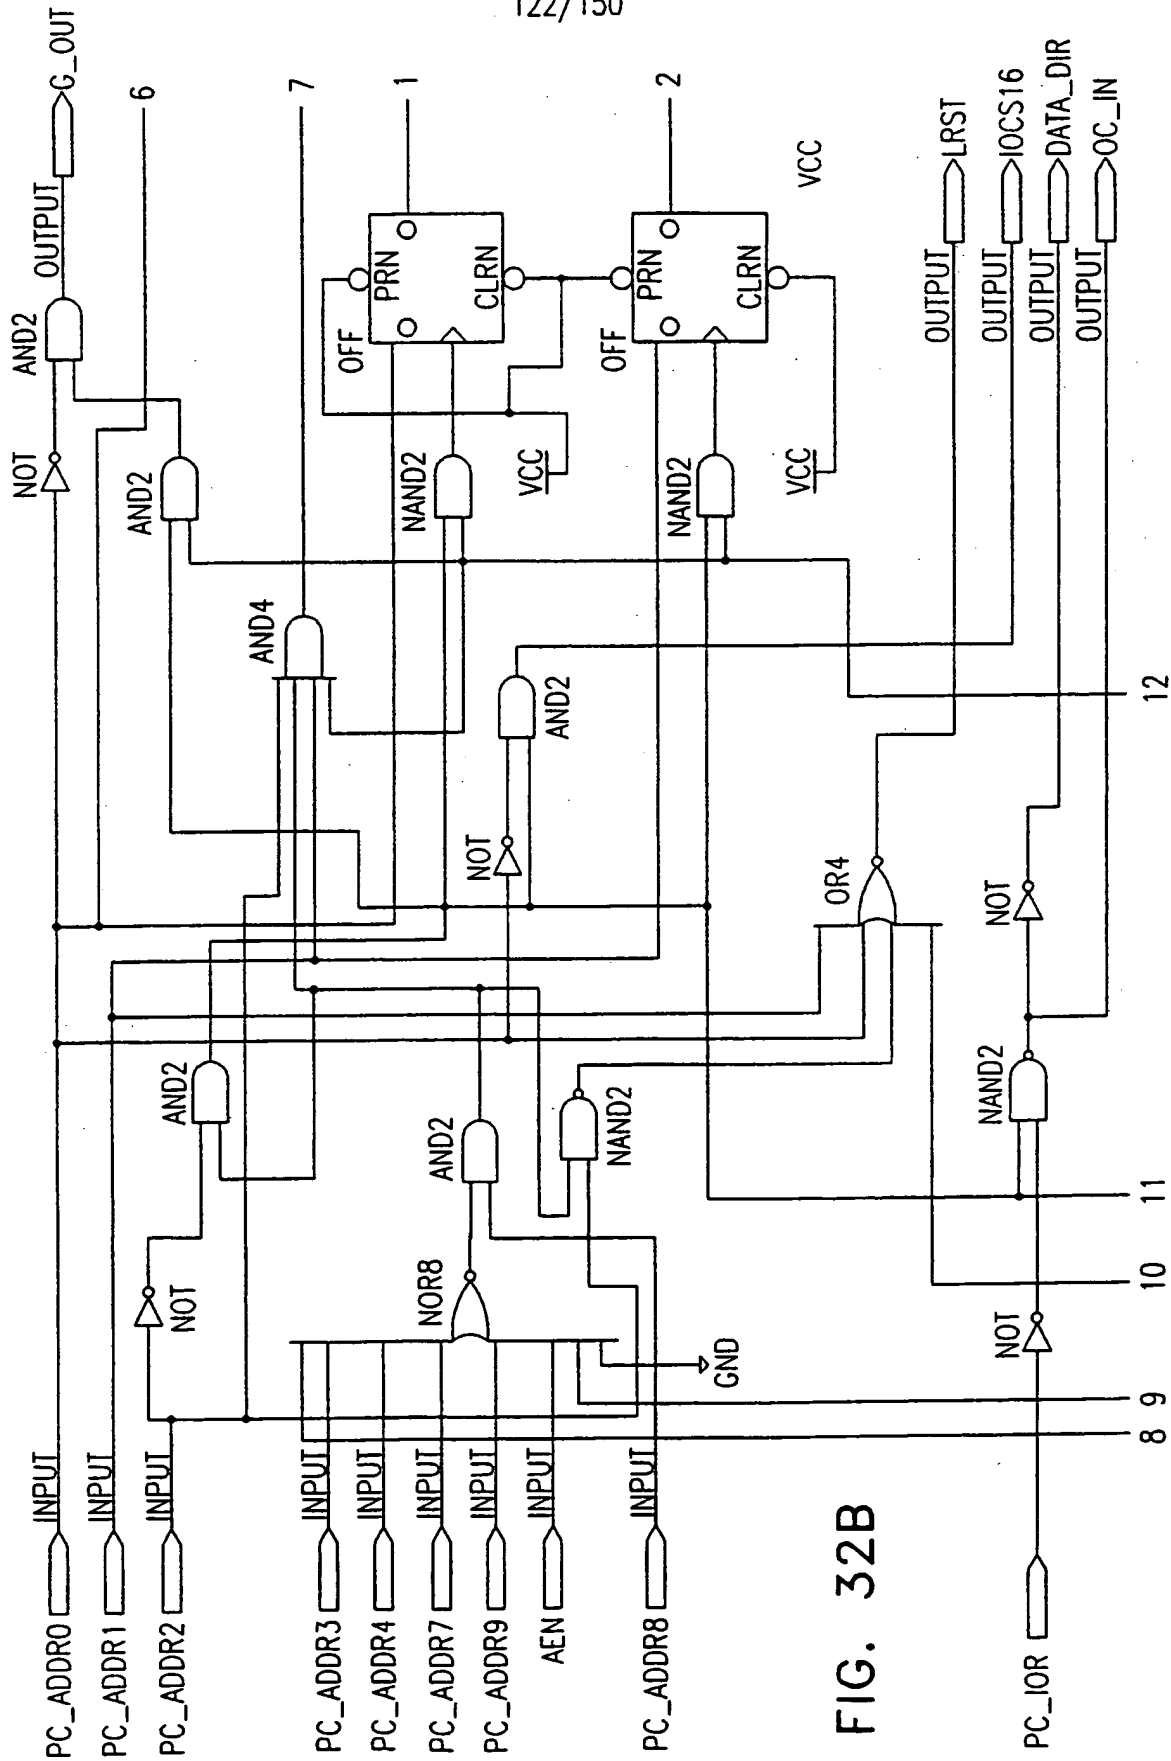 122/150
PC_ADDR0
INPUT
NOT
AND2
OUTPUT
G_OUT
PC_ADDR1
INPUT
6
PC_ADDR2
INPUT
NOT
AND2
AND2
AND4
7
PC_ADDR3
INPUT
PC_ADDR4
INPUT
PC_ADDR7
INPUT
PC_ADDR9
INPUT
AEN
INPUT
PC_ADDR8
INPUT
NOR8
GND
AND2
NAND2
NOT
AND2
NAND2
OFF
PRN
CLRN
1
VCC
NAND2
OFF
PRN
CLRN
2
VCC
VCC
OR4
OUTPUT
LRST
OUTPUT
IOCS16
OUTPUT
DATA_DIR
OUTPUT
OC_IN
PC_IOR
NOT
NAND2
NOT
8
9
10
11
12
FIG. 32B